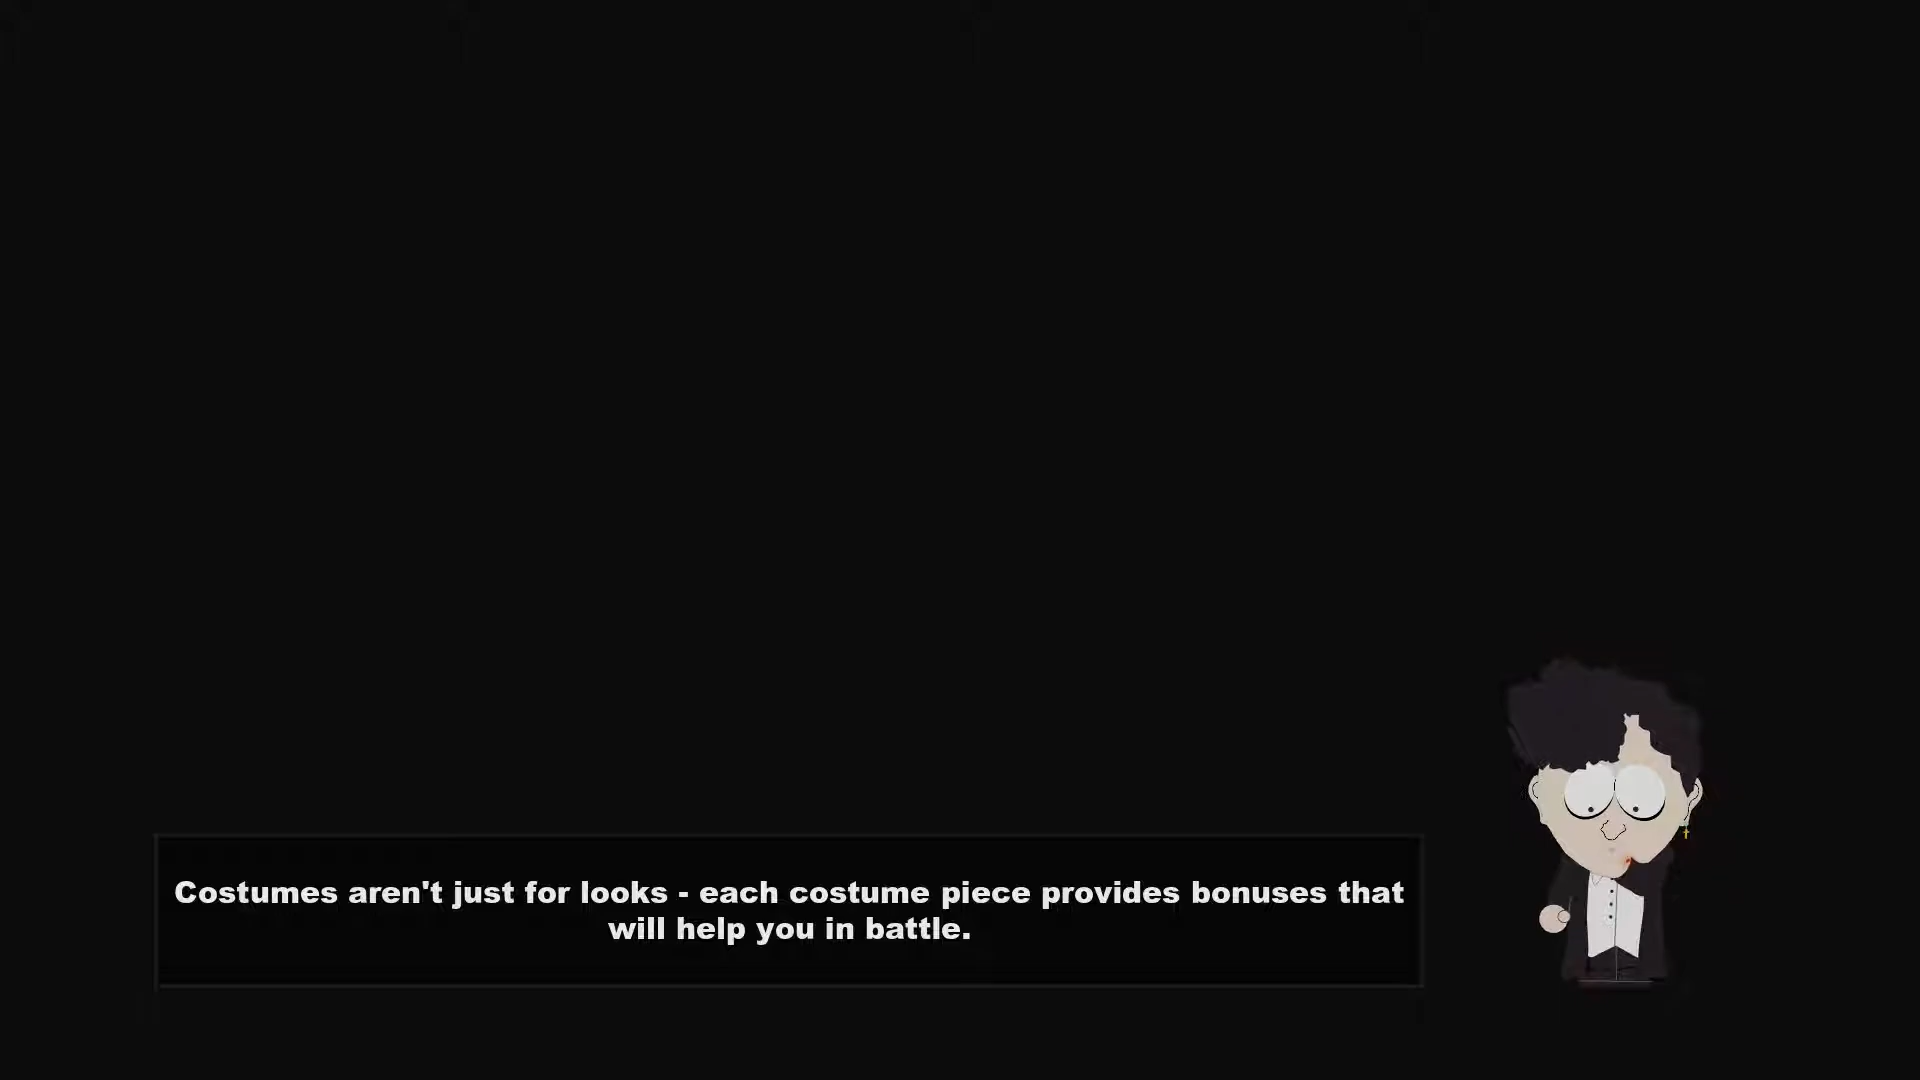 Costumes aren't just for looks - each costume piece provides bonuses that
will help you in battle.